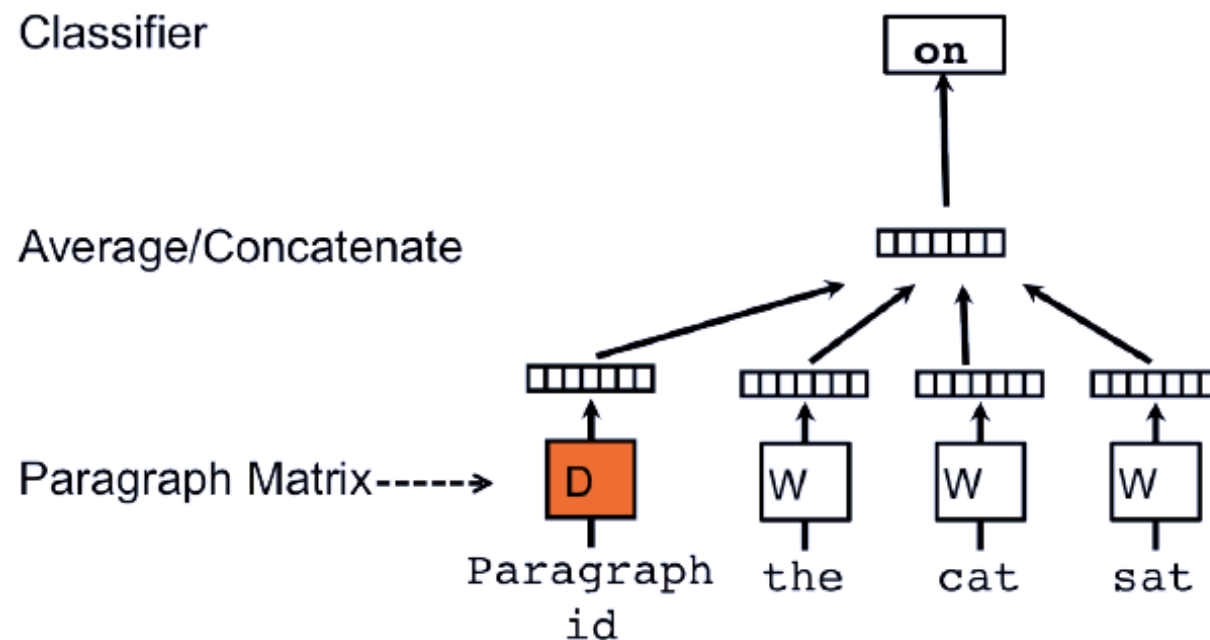 Classifier
on
Average/Concatenate
Paragraph Matrix
D
W
W
W
Paragraph
id
the
cat
sat